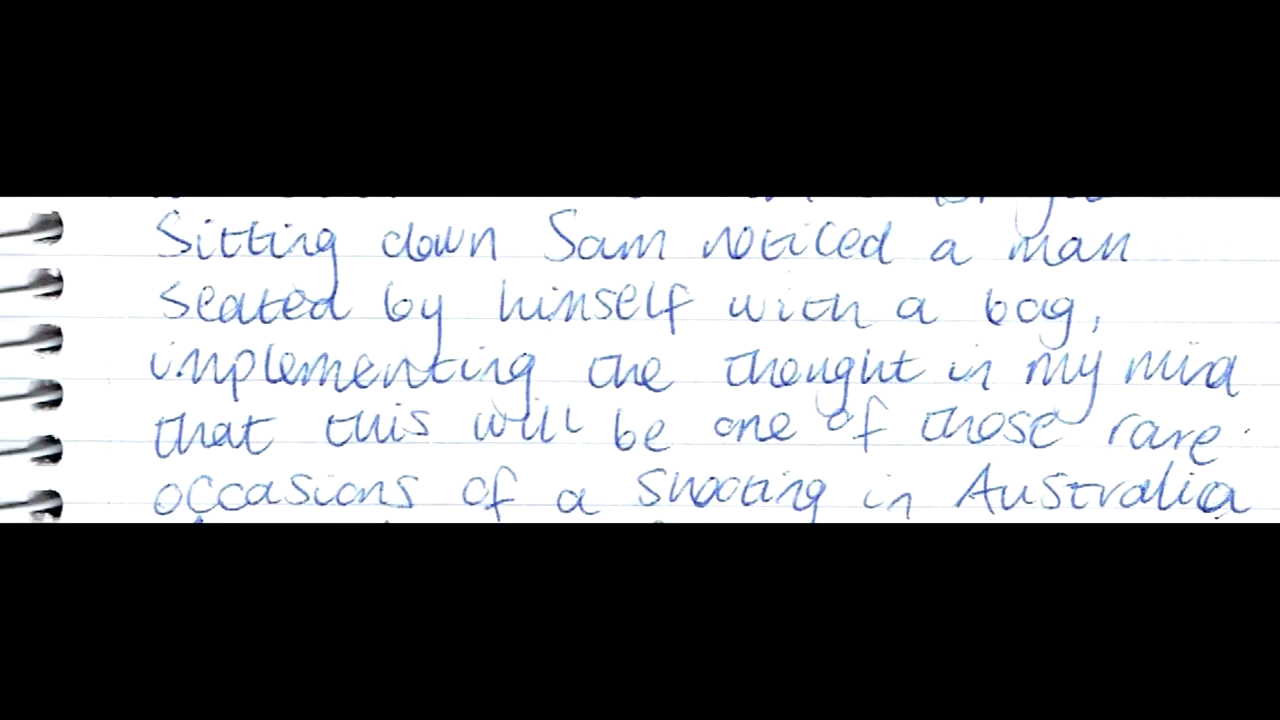 Sitting down Sam noticed a man
seated by himself with a bag,
implementing the thought in my mind
that this will be one of those rare
occasions of a shooting in Australia